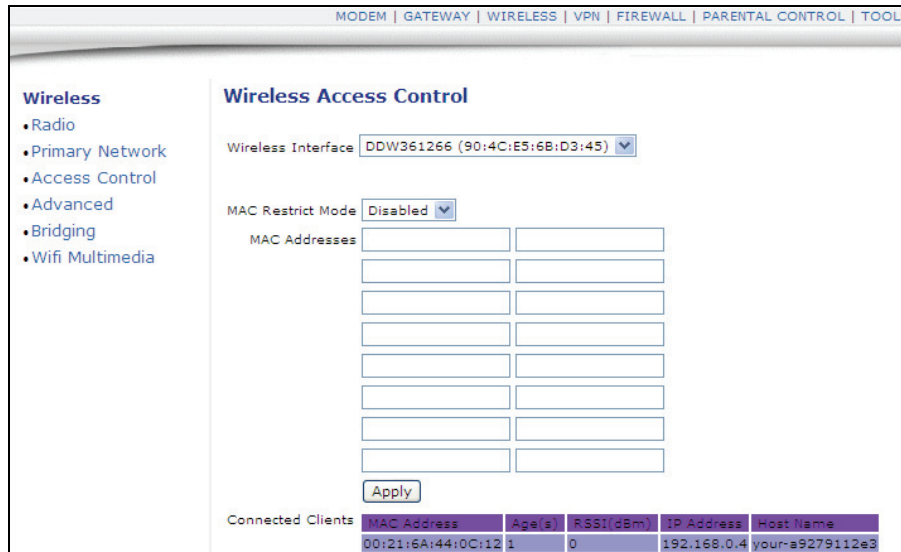 MODEM | GATEWAY | WIRELESS | VPN | FIREWALL | PARENTAL CONTROL | TOOL
Wireless
•Radio
•Primary Network
•Access Control
•Advanced
•Bridging
•Wifi Multimedia
Wireless Access Control
Wireless Interface DDW361266 (90:4C:E5:6B:D3:45)
MAC Restrict Mode Disabled
MAC Addresses
Apply
Connected Clients MAC Address Age(s) RSSI(dBm) IP Address Host Name
00:21:6A:44:0C:12 1 0 192.168.0.4 your-a9279112e3